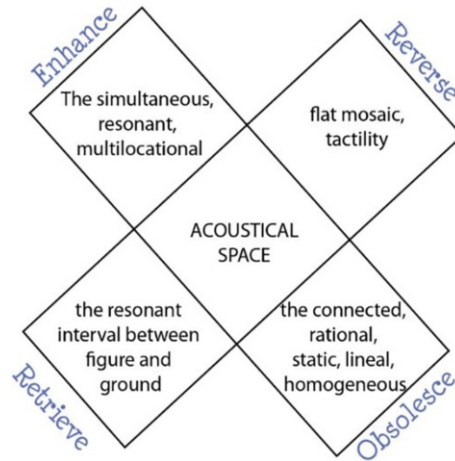 Enhance
Reverse
The simultaneous,
resonant,
multilocational
flat mosaic,
tactility
ACOUSTICAL
SPACE
the resonant
interval between
figure and
ground
the connected,
rational,
static, lineal,
homogeneous
Retrieve
Obsolesce